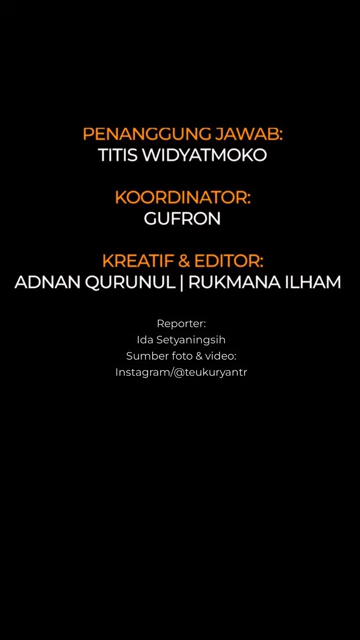 PENANGGUNG JAWAB:
TITIS WIDYATMOKO
KOORDINATOR:
GUFRON
KREATIF & EDITOR:
ADNAN QURUNUL | RUKMANA ILHAM
Reporter:
Ida Setyaningsih
Sumber foto & video:
Instagram/@teukuryantr